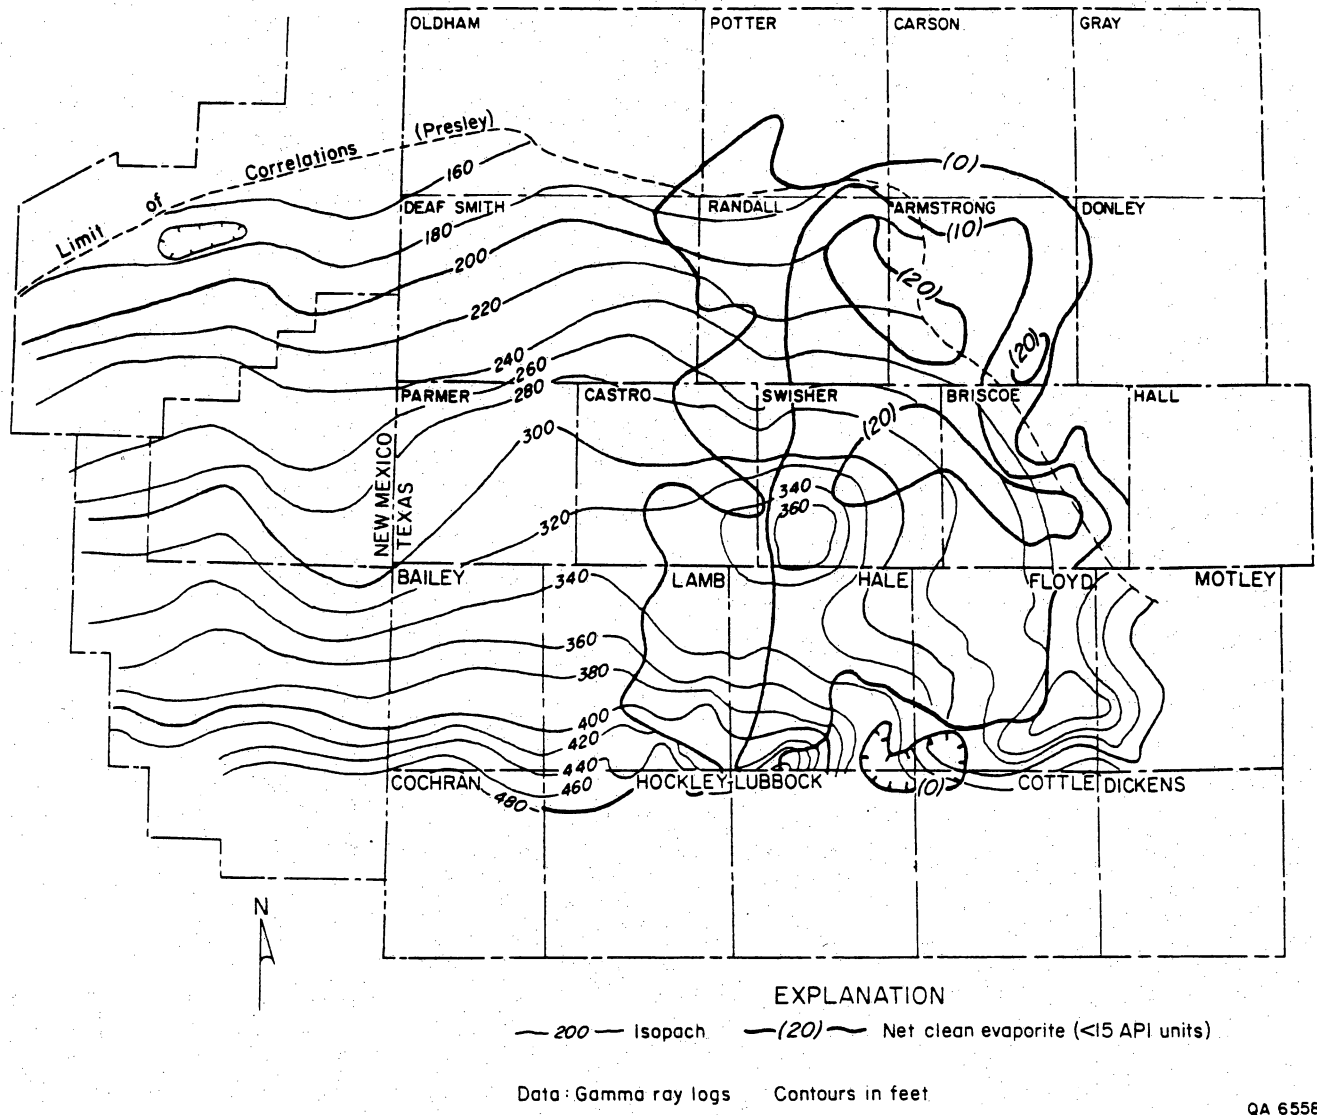 OLDHAM POTTER CARSON GRAY
Limit of Correlations (Presley)
160
(0)
DEAF SMITH RANDALL ARMSTRONG DONLEY
180
(10)
200
(20)
220
240
(20)
260
280
PARMER CASTRO SWISHER BRISCOE HALL
300
(20)
NEW MEXICO
TEXAS
340
360
320
BAILEY LAMB HALE FLOYD MOTLEY
340
360
380
400
420
440
460
480
COCHRAN HOCKLEY LUBBOCK (0) COTTLE DICKENS
N
EXPLANATION
200 Isopach (20) Net clean evaporite (<15 API units)
Data: Gamma ray logs Contours in feet
QA 6558